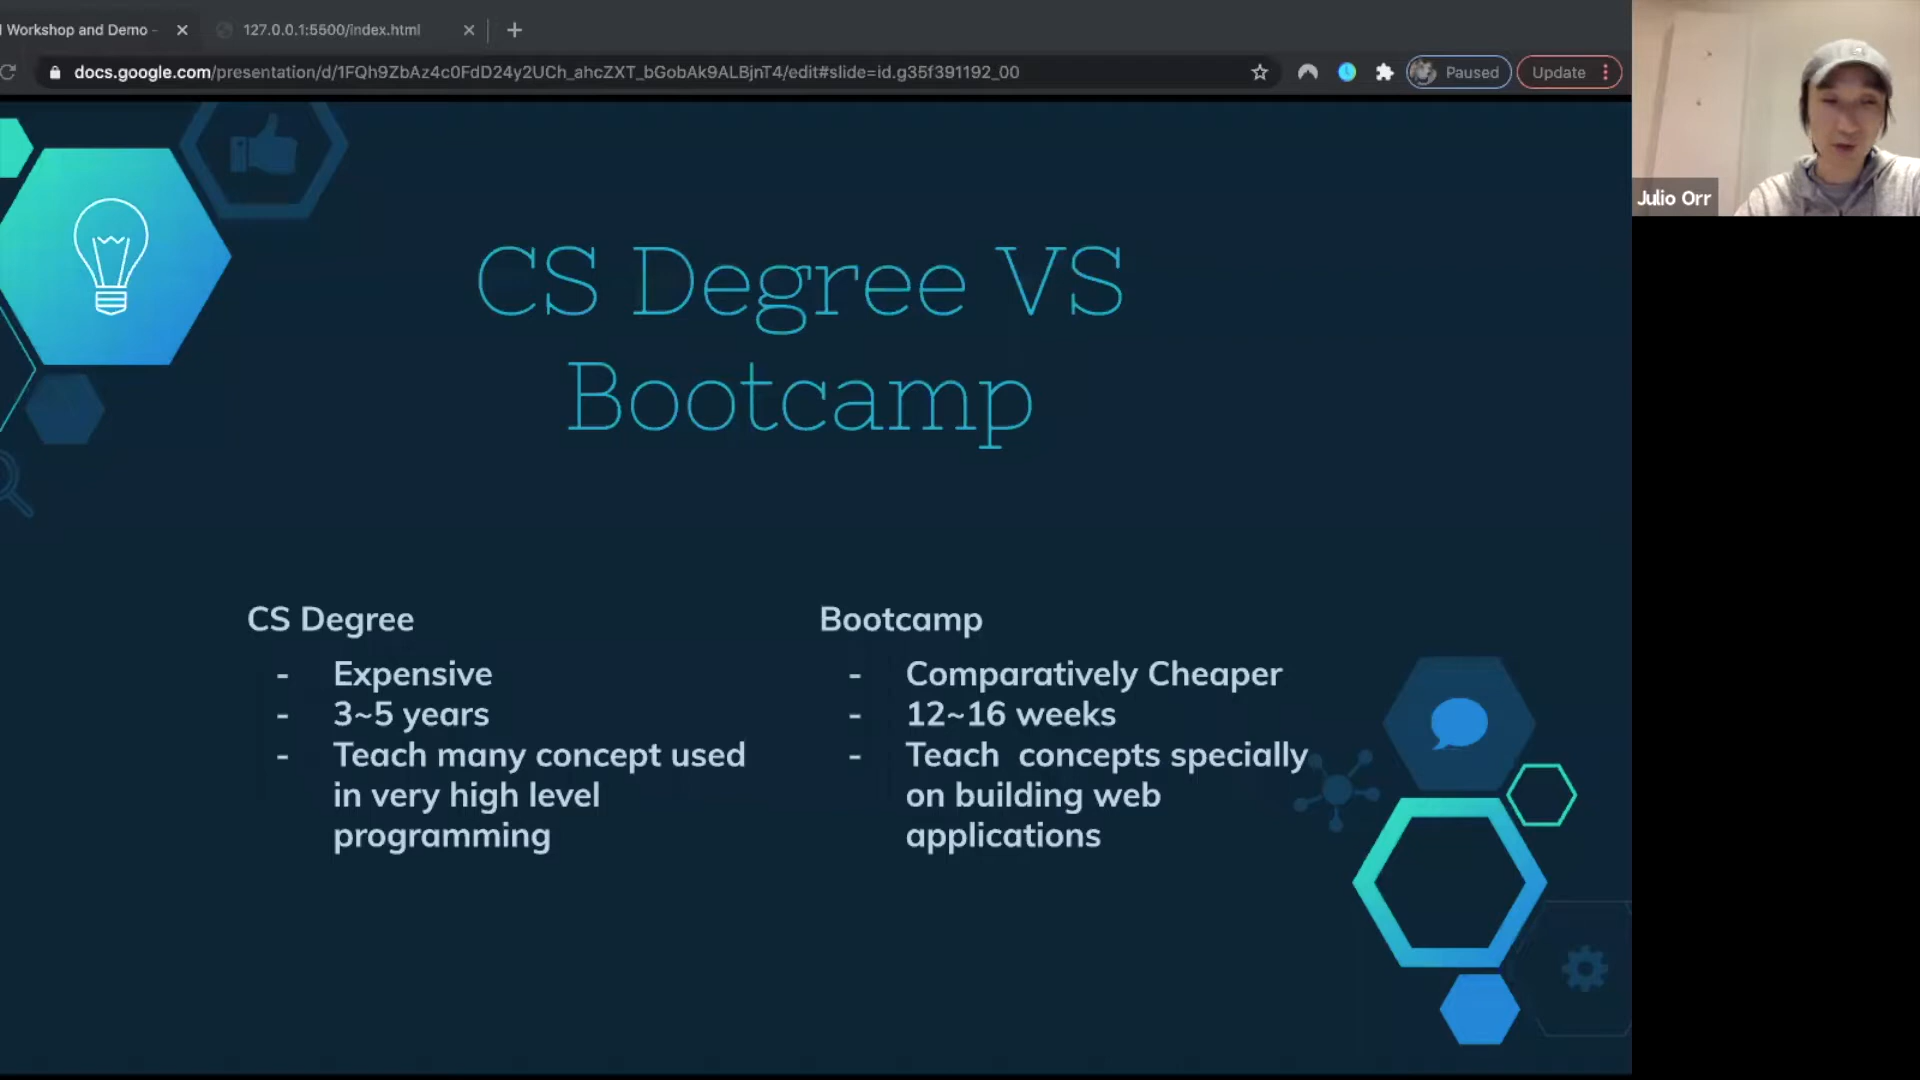 Workshop and Demo -
127.0.0.1:5500/index.html
docs.google.com/presentation/d/1FQh9ZbAz4c0FdD24y2UCh_ahcZXT_bGobAk9ALBjnT4/edit#slide=id.g35f391192_00
Paused
Update
Julio Orr
CS Degree VS
Bootcamp
CS Degree
- Expensive
- 3~5 years
- Teach many concept used
in very high level
programming
Bootcamp
- Comparatively Cheaper
- 12~16 weeks
- Teach concepts specially
on building web
applications